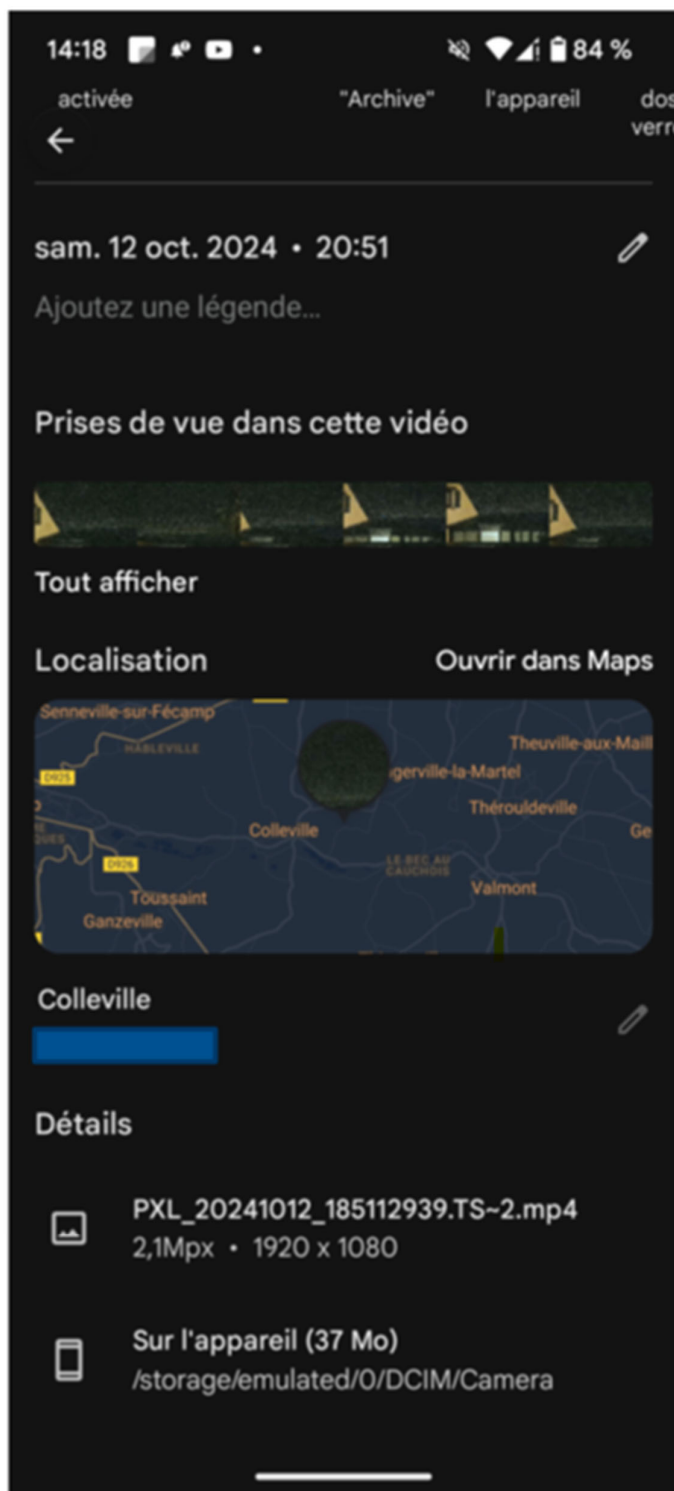 14:18
84 %
activée
"Archive"
l'appareil
dos
verr
sam. 12 oct. 2024 • 20:51
Ajoutez une légende...
Prises de vue dans cette vidéo
Tout afficher
Localisation
Ouvrir dans Maps
Senneville-sur-Fécamp
HABLEVILLE
Theuville-aux-Maill
D925
gerville-la-Martel
Thérouldeville
Colleville
Ge
LE BEC AU
CAUCHOIS
D926
Valmont
Toussaint
Ganzeville
Colleville
Détails
PXL_20241012_185112939.TS~2.mp4
2,1Mpx • 1920 x 1080
Sur l'appareil (37 Mo)
/storage/emulated/0/DCIM/Camera